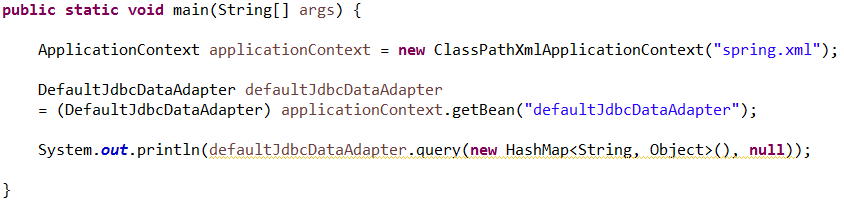 public static void main(String[] args) {
ApplicationContext applicationContext = new ClassPathXmlApplicationContext("spring.xml");
DefaultJdbcDataAdapter defaultJdbcDataAdapter
= (DefaultJdbcDataAdapter) applicationContext.getBean("defaultJdbcDataAdapter");
System.out.println(defaultJdbcDataAdapter.query(new HashMap<String, Object>(), null));
}